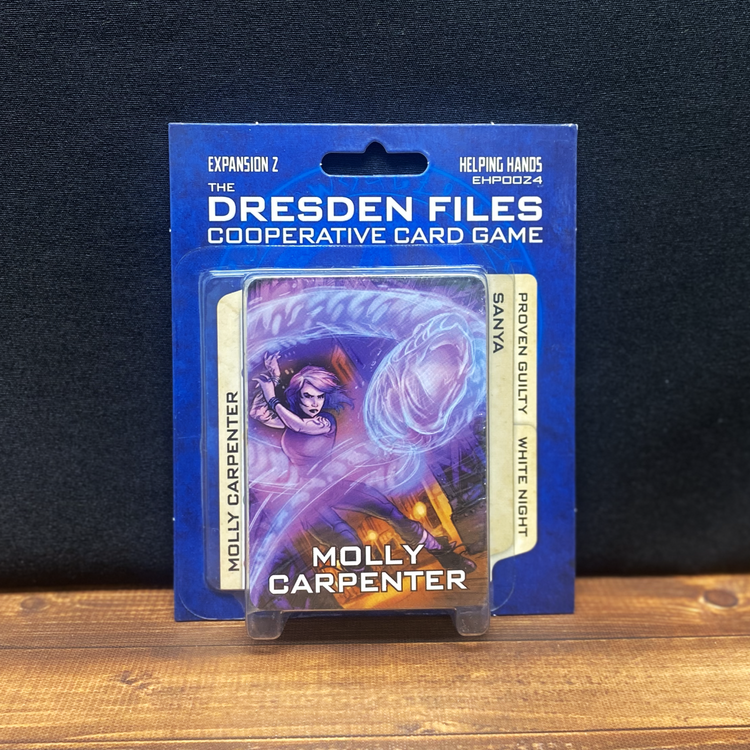 EXPANSION 2
HELPING HANDS
EHP0024
THE
DRESDEN FILES
COOPERATIVE CARD GAME
MOLLY CARPENTER
SANYA
PROVEN GUILTY
WHITE NIGHT
MOLLY
CARPENTER